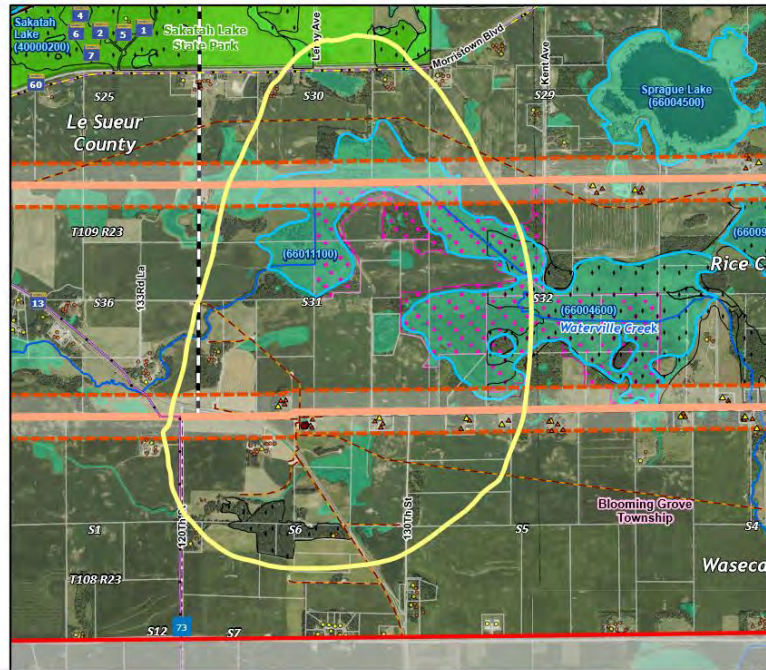 Sakatah
Lake
(40000200)
4
6
2
5
1
7
Sakatah Lake
State Park
Leroy Ave
Morristown Blvd
Kent Ave
60
S25
S30
S29
Sprague Lake
(66004500)
Le Sueur
County
T109 R23
133Rd La
(66011100)
(66009
Rice C
S36
S31
S32
13
(66004600)
Waterville Creek
Blooming Grove
Township
130Th St
S1
S6
S5
S4
T108 R23
Waseca
S12
73
S7